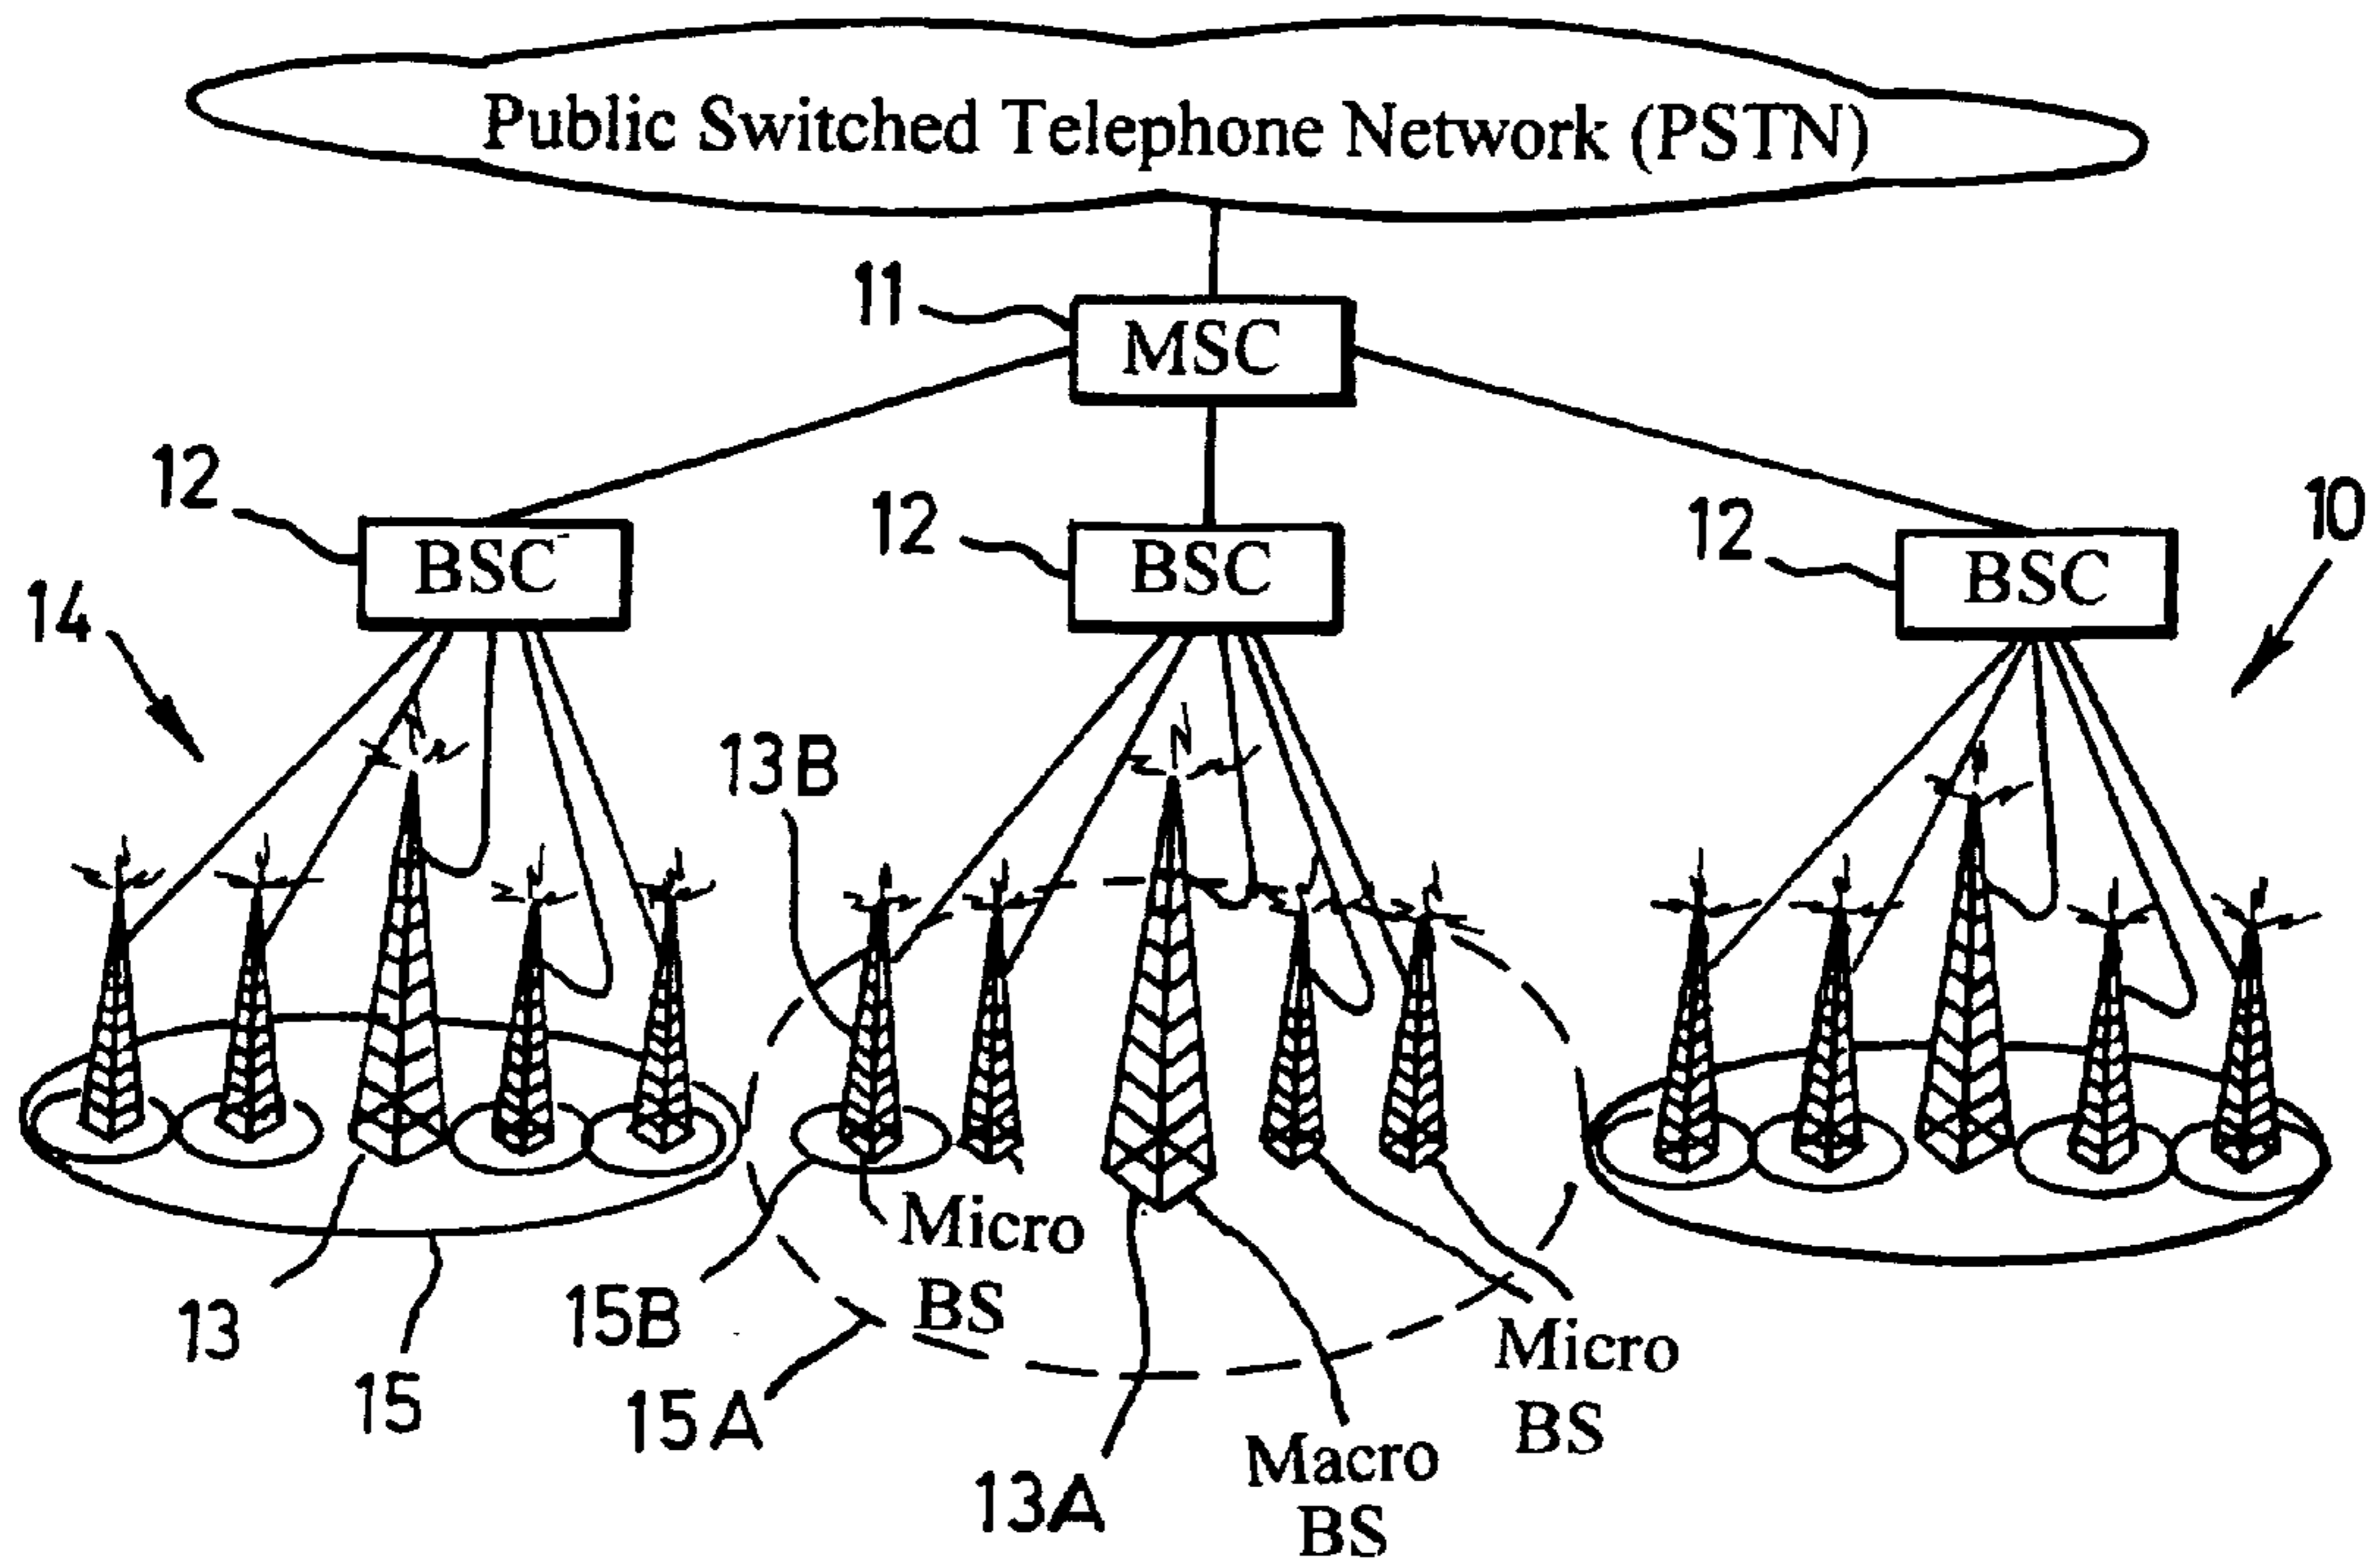 Public Switched Telephone Network (PSTN)
11
MSC
12
BSC
12
BSC
12
BSC
10
14
13B
13
15
15B
15A
Micro
BS
13A
Macro
BS
Micro
BS